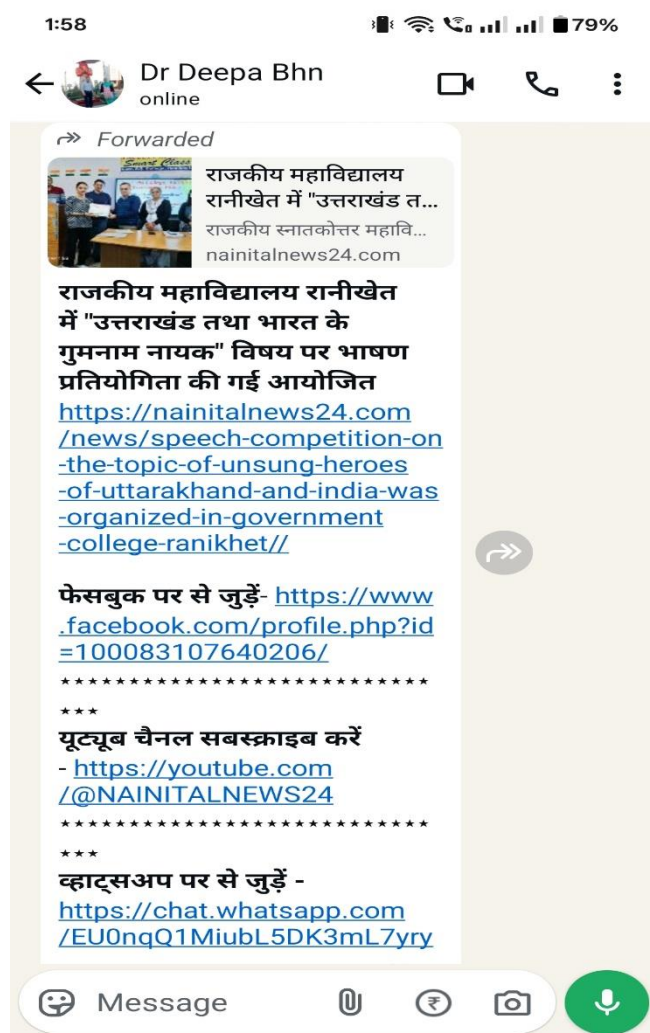 1:58
79%
Dr Deepa Bhn
online
Forwarded
Smart Class
राजकीय महाविद्यालय
रानीखेत में "उत्तराखंड त...
राजकीय स्नातकोत्तर महावि...
nainitalnews24.com
राजकीय महाविद्यालय रानीखेत
में "उत्तराखंड तथा भारत के
गुमनाम नायक" विषय पर भाषण
प्रतियोगिता की गई आयोजित
https://nainitalnews24.com
/news/speech-competition-on
-the-topic-of-unsung-heroes
-of-uttarakhand-and-india-was
-organized-in-government
-college-ranikhet//
फेसबुक पर से जुड़ें- https://www
.facebook.com/profile.php?id
=100083107640206/
***************************
***
यूट्यूब चैनल सबस्क्राइब करें
- https://youtube.com
/@NAINITALNEWS24
***************************
***
व्हाट्सअप पर से जुड़ें -
https://chat.whatsapp.com
/EU0nqQ1MiubL5DK3mL7yry
Message